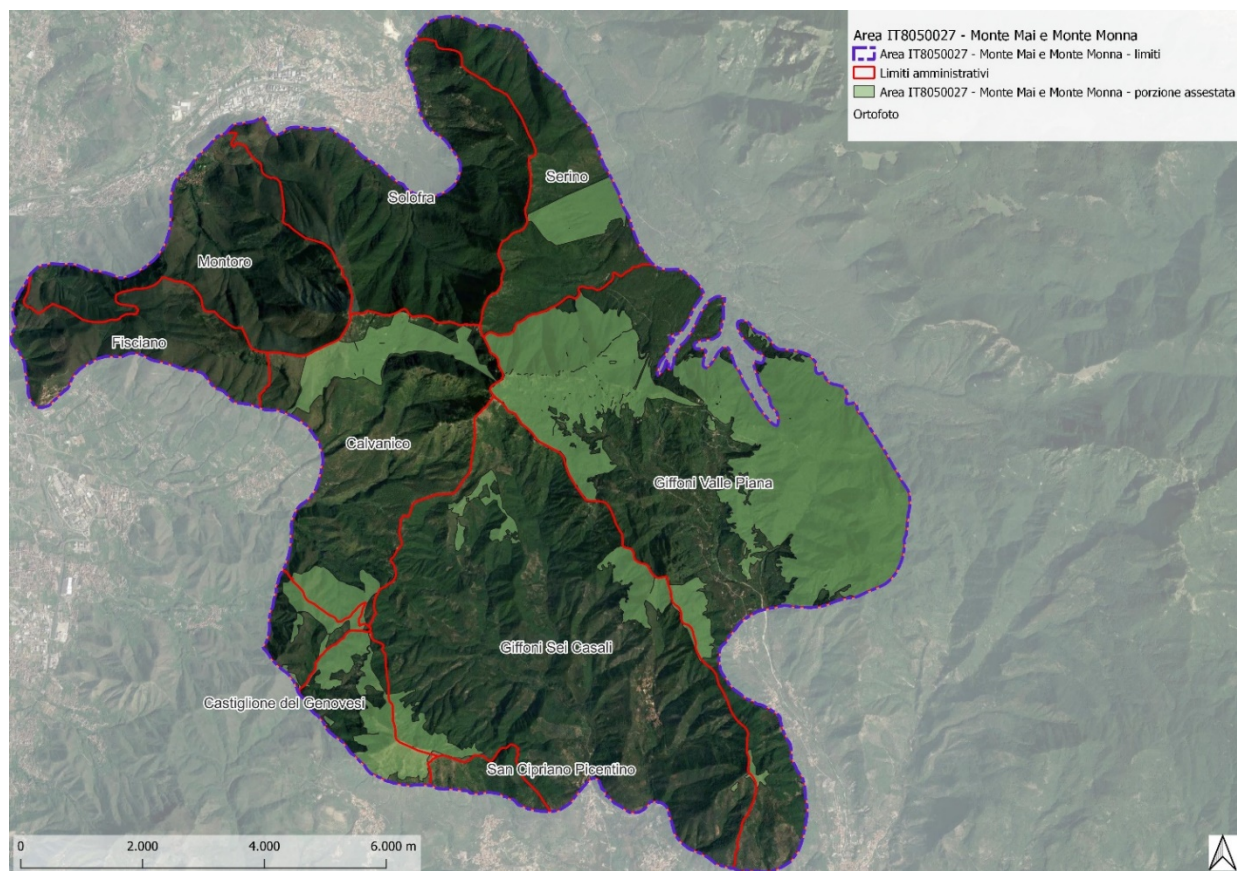 Area IT8050027 - Monte Mai e Monte Monna
Area IT8050027 - Monte Mai e Monte Monna - limiti
Limiti amministrativi
Area IT8050027 - Monte Mai e Monte Monna - porzione assestata
Ortofoto
Serino
Solofra
Montoro
Fisciano
Calvanico
Giffoni Valle Piana
Giffoni Sei Casali
Castiglione del Genovesi
San Cipriano Picentino
0 2.000 4.000 6.000 m